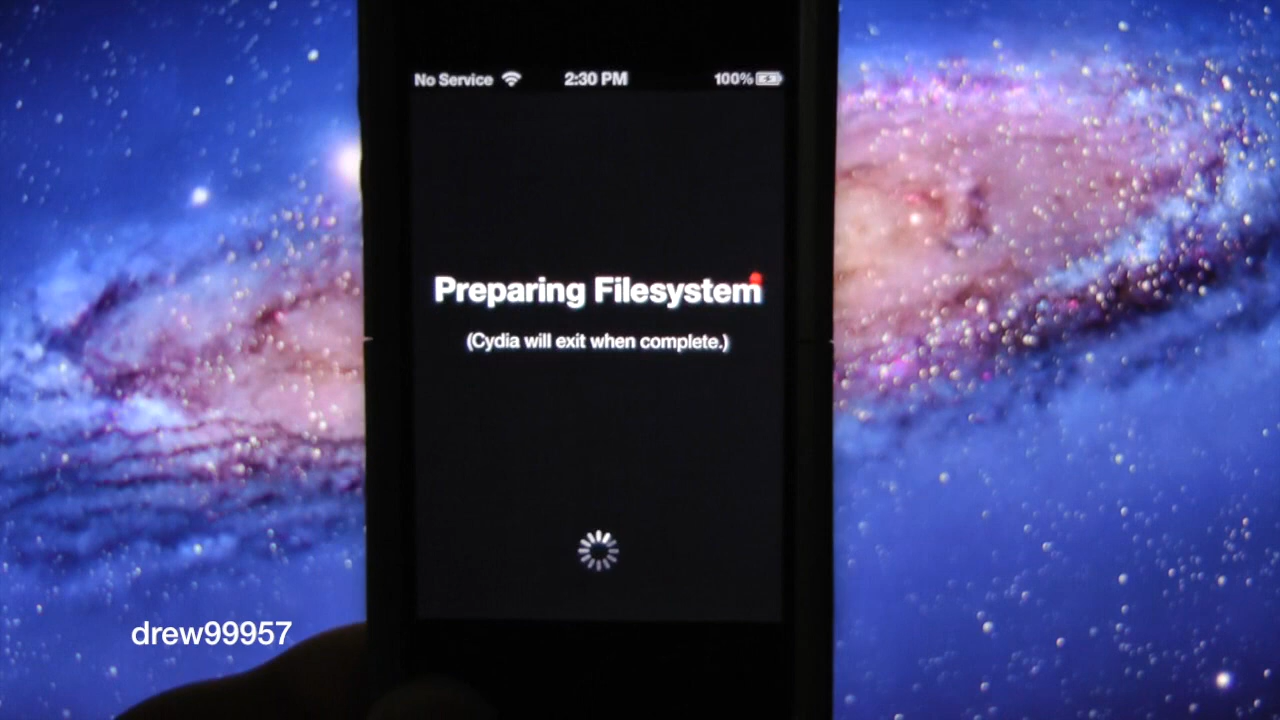 No Service 2:30 PM 100%
Preparing Filesystem
(Cydia will exit when complete.)
drew99957